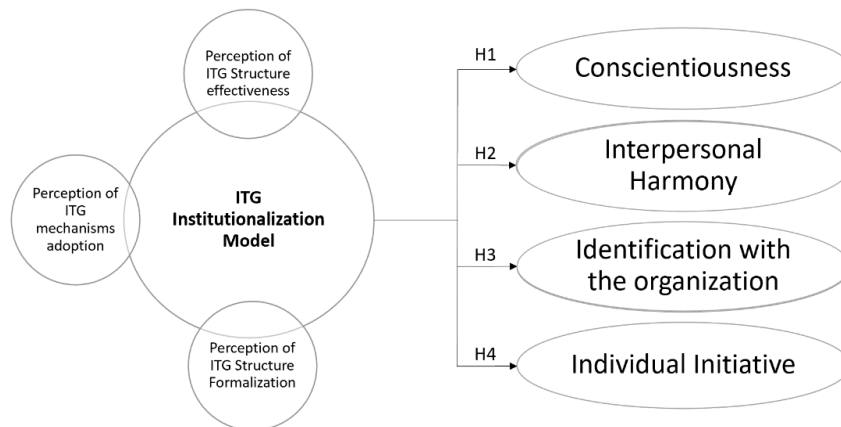 Perception of
ITG Structure
effectiveness
Perception of
ITG
mechanisms
adoption
ITG
Institutionalization
Model
Perception of
ITG Structure
Formalization
H1
Conscientiousness
H2
Interpersonal
Harmony
H3
Identification with
the organization
H4
Individual Initiative